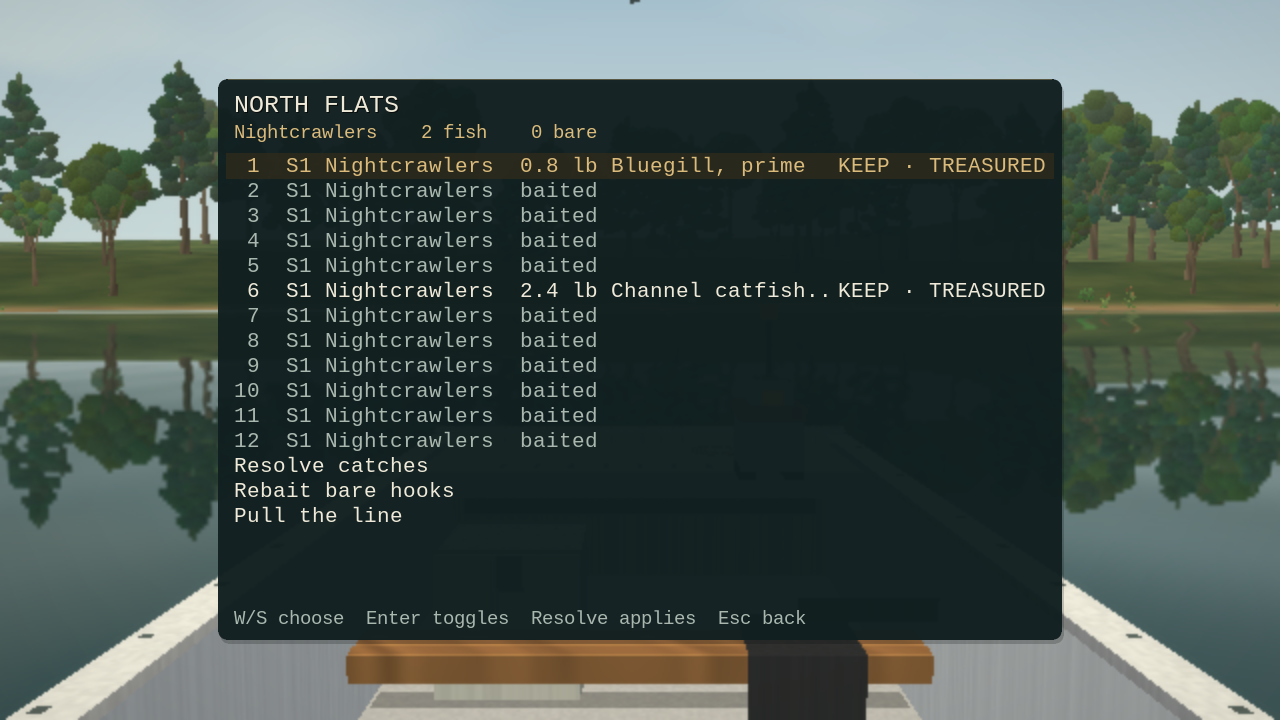 NORTH FLATS
Nightcrawlers 2 fish 0 bare
1 S1 Nightcrawlers 0.8 lb Bluegill, prime KEEP · TREASURED
2 S1 Nightcrawlers baited
3 S1 Nightcrawlers baited
4 S1 Nightcrawlers baited
5 S1 Nightcrawlers baited
6 S1 Nightcrawlers 2.4 lb Channel catfish.. KEEP · TREASURED
7 S1 Nightcrawlers baited
8 S1 Nightcrawlers baited
9 S1 Nightcrawlers baited
10 S1 Nightcrawlers baited
11 S1 Nightcrawlers baited
12 S1 Nightcrawlers baited
Resolve catches
Rebait bare hooks
Pull the line
W/S choose Enter toggles Resolve applies Esc back